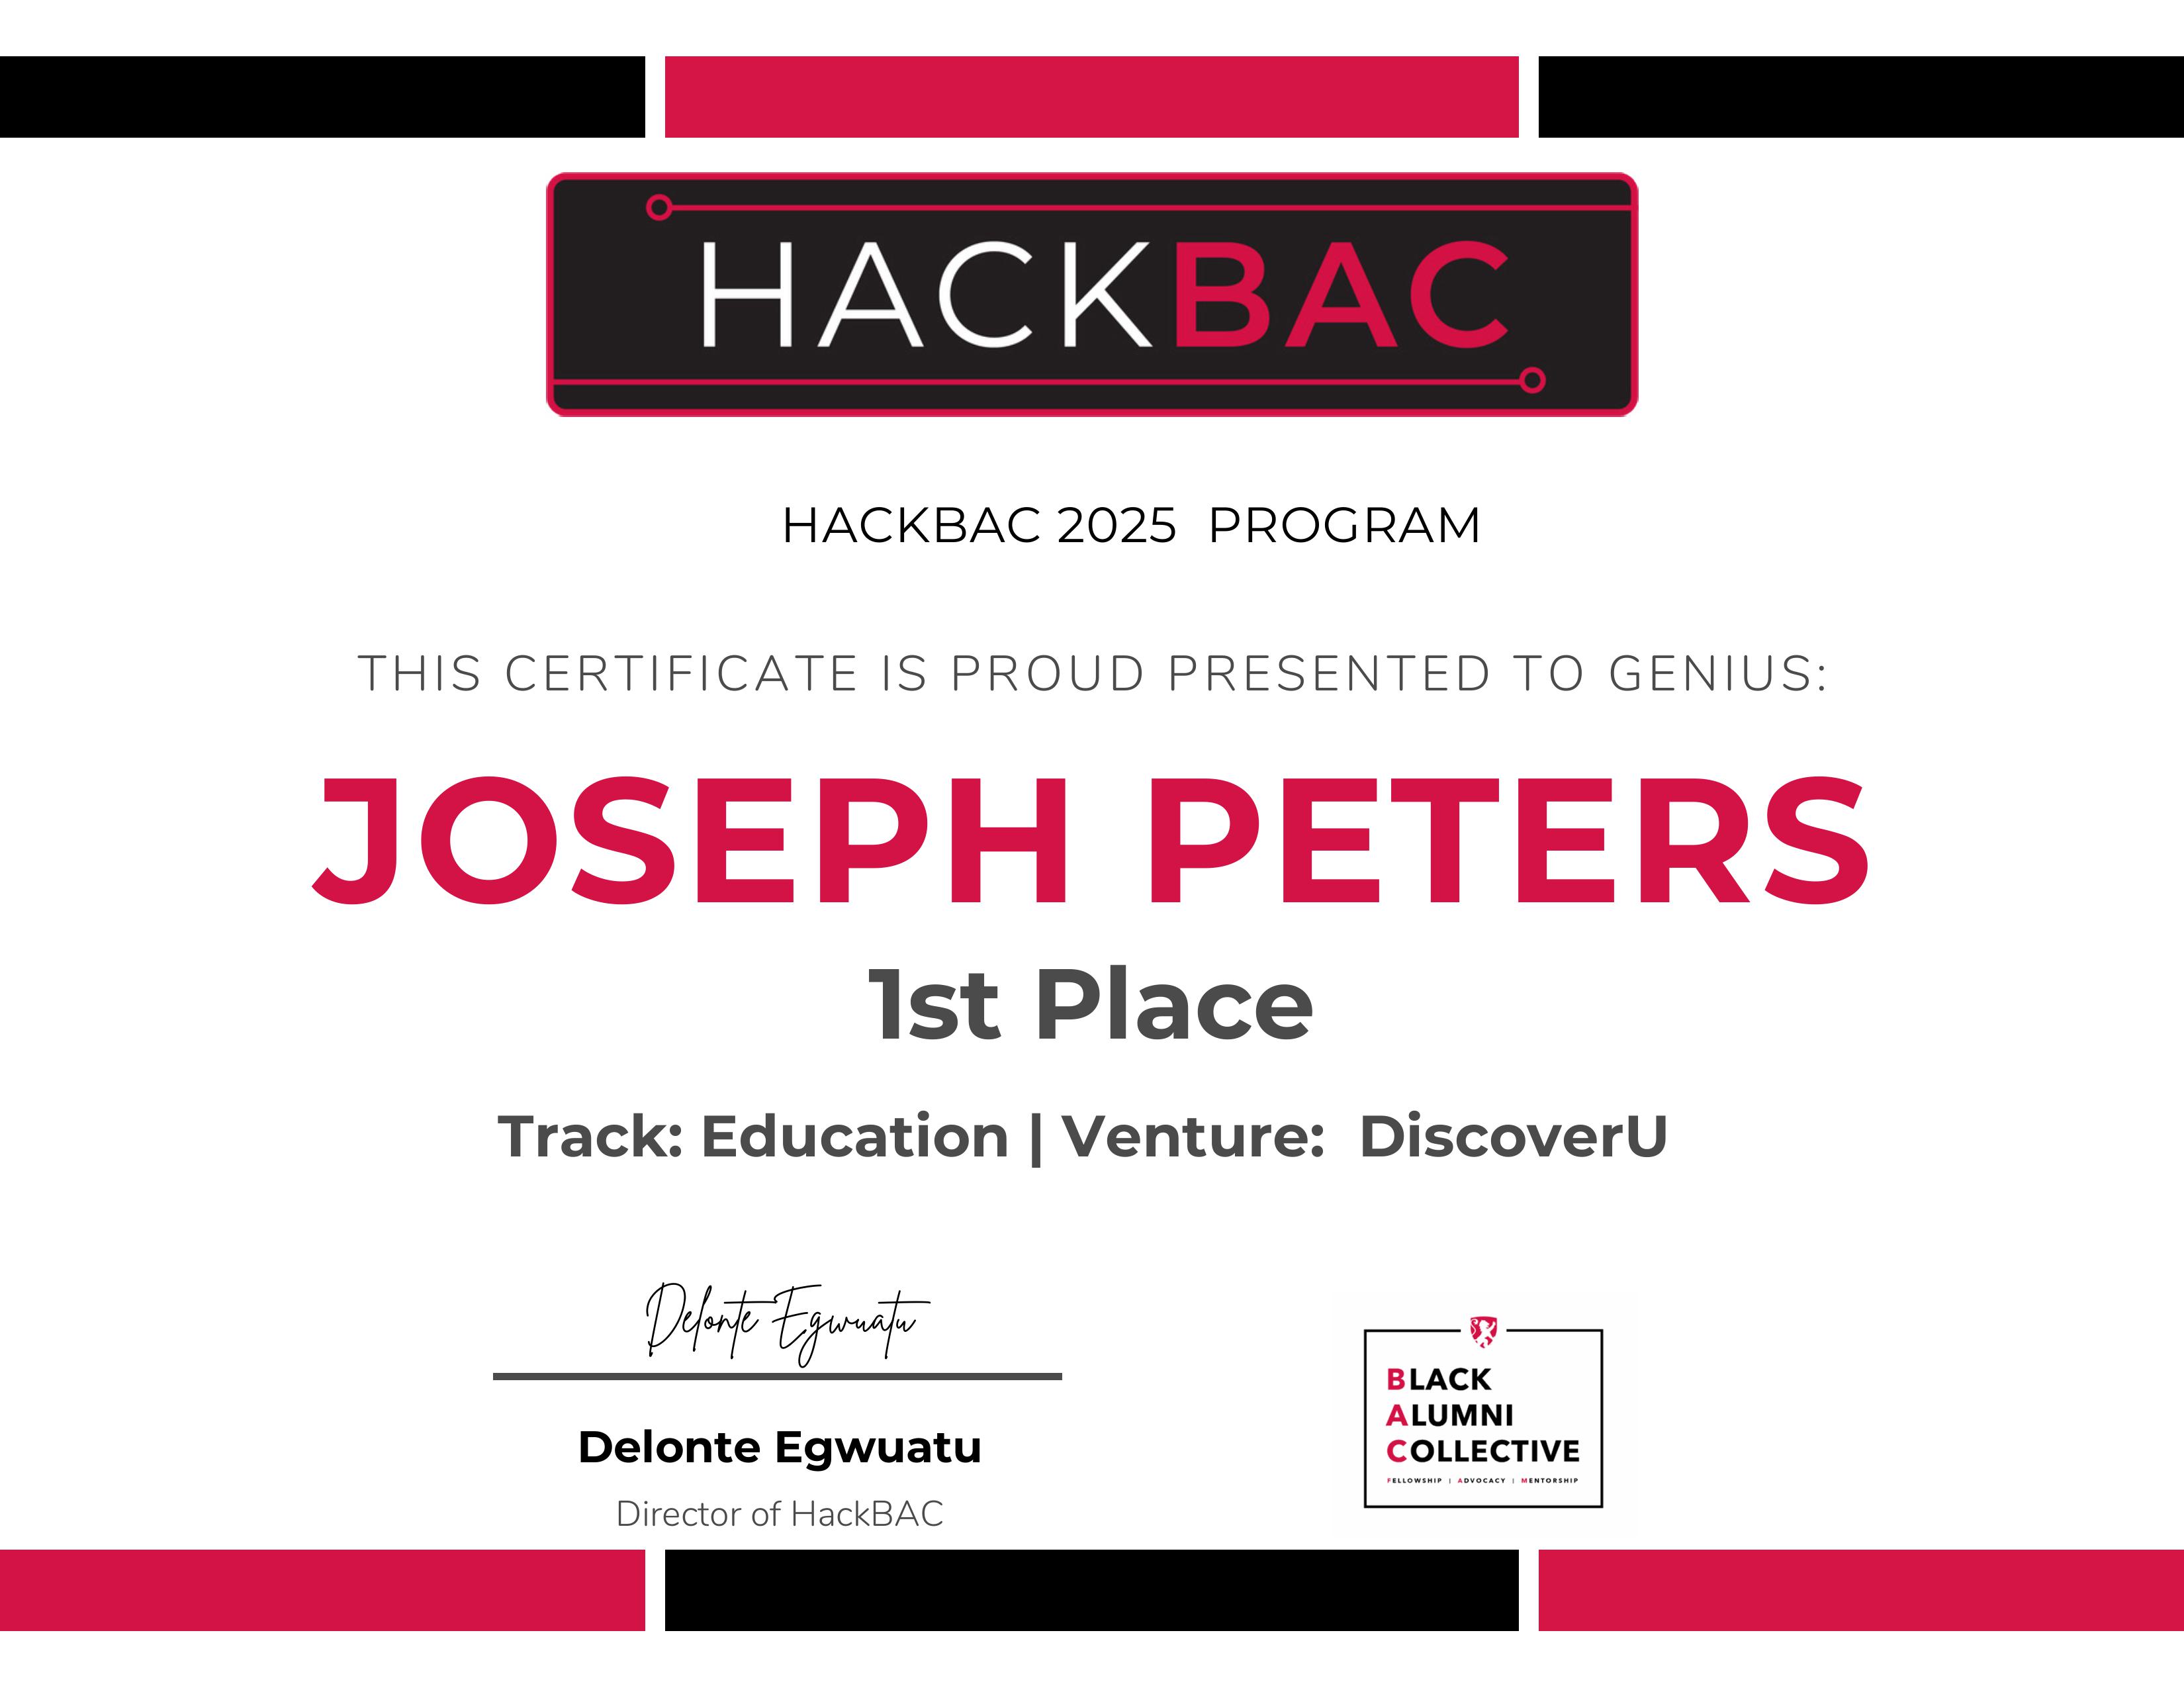 HACKBAC
HACKBAC 2025 PROGRAM
THIS CERTIFICATE IS PROUD PRESENTED TO GENIUS:
JOSEPH PETERS
1st Place
Track: Education | Venture: DiscoverU
Delonte Egwuatu
Delonte Egwuatu
Director of HackBAC
BLACK
ALUMNI
COLLECTIVE
FELLOWSHIP | ADVOCACY | MENTORSHIP